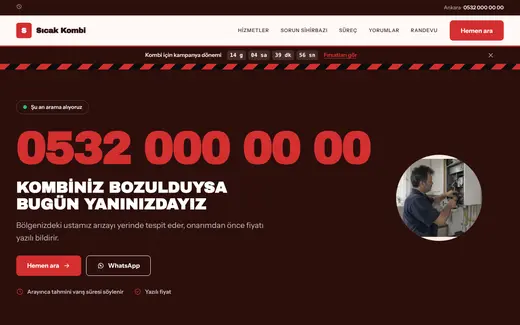 Ankara · 0532 000 00 00
S Sıcak Kombi
HİZMETLER SORUN SİHİRBAZI SÜREÇ YORUMLAR RANDEVU Hemen ara
Kombi için kampanya dönemi 14 g 04 sa 39 dk 56 sn Fırsatları gör
Şu an arama alıyoruz
0532 000 00 00
KOMBİNİZ BOZULDUYSA
BUGÜN YANINIZDAYIZ
Bölgenizdeki ustamız arızayı yerinde tespit eder, onarımdan önce fiyatı
yazılı bildirir.
Hemen ara → WhatsApp
Arayınca tahmini varış süresi söylenir Yazılı fiyat